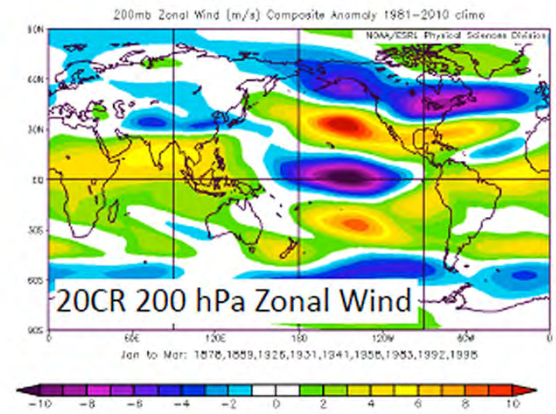 200mb Zonal Wind (m/s) Composite Anomaly 1981-2010 climo
NOAA/ESRL Physical Sciences Division
90N
60N
30N
EQ
30S
60S
90S
20CR 200 hPa Zonal Wind
0 60E 120E 180 120W 60W 0
Jan to Mar: 1878,1889,1926,1931,1941,1958,1983,1992,1998
-10 -8 -6 -4 -2 0 2 4 6 8 10